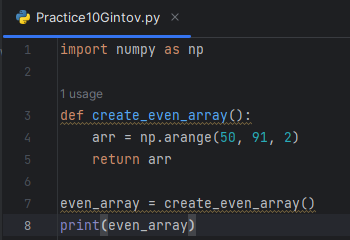 Practice10Gintov.py
1 import numpy as np
2
1 usage
3 def create_even_array():
4 arr = np.arange(50, 91, 2)
5 return arr
6
7 even_array = create_even_array()
8 print(even_array)